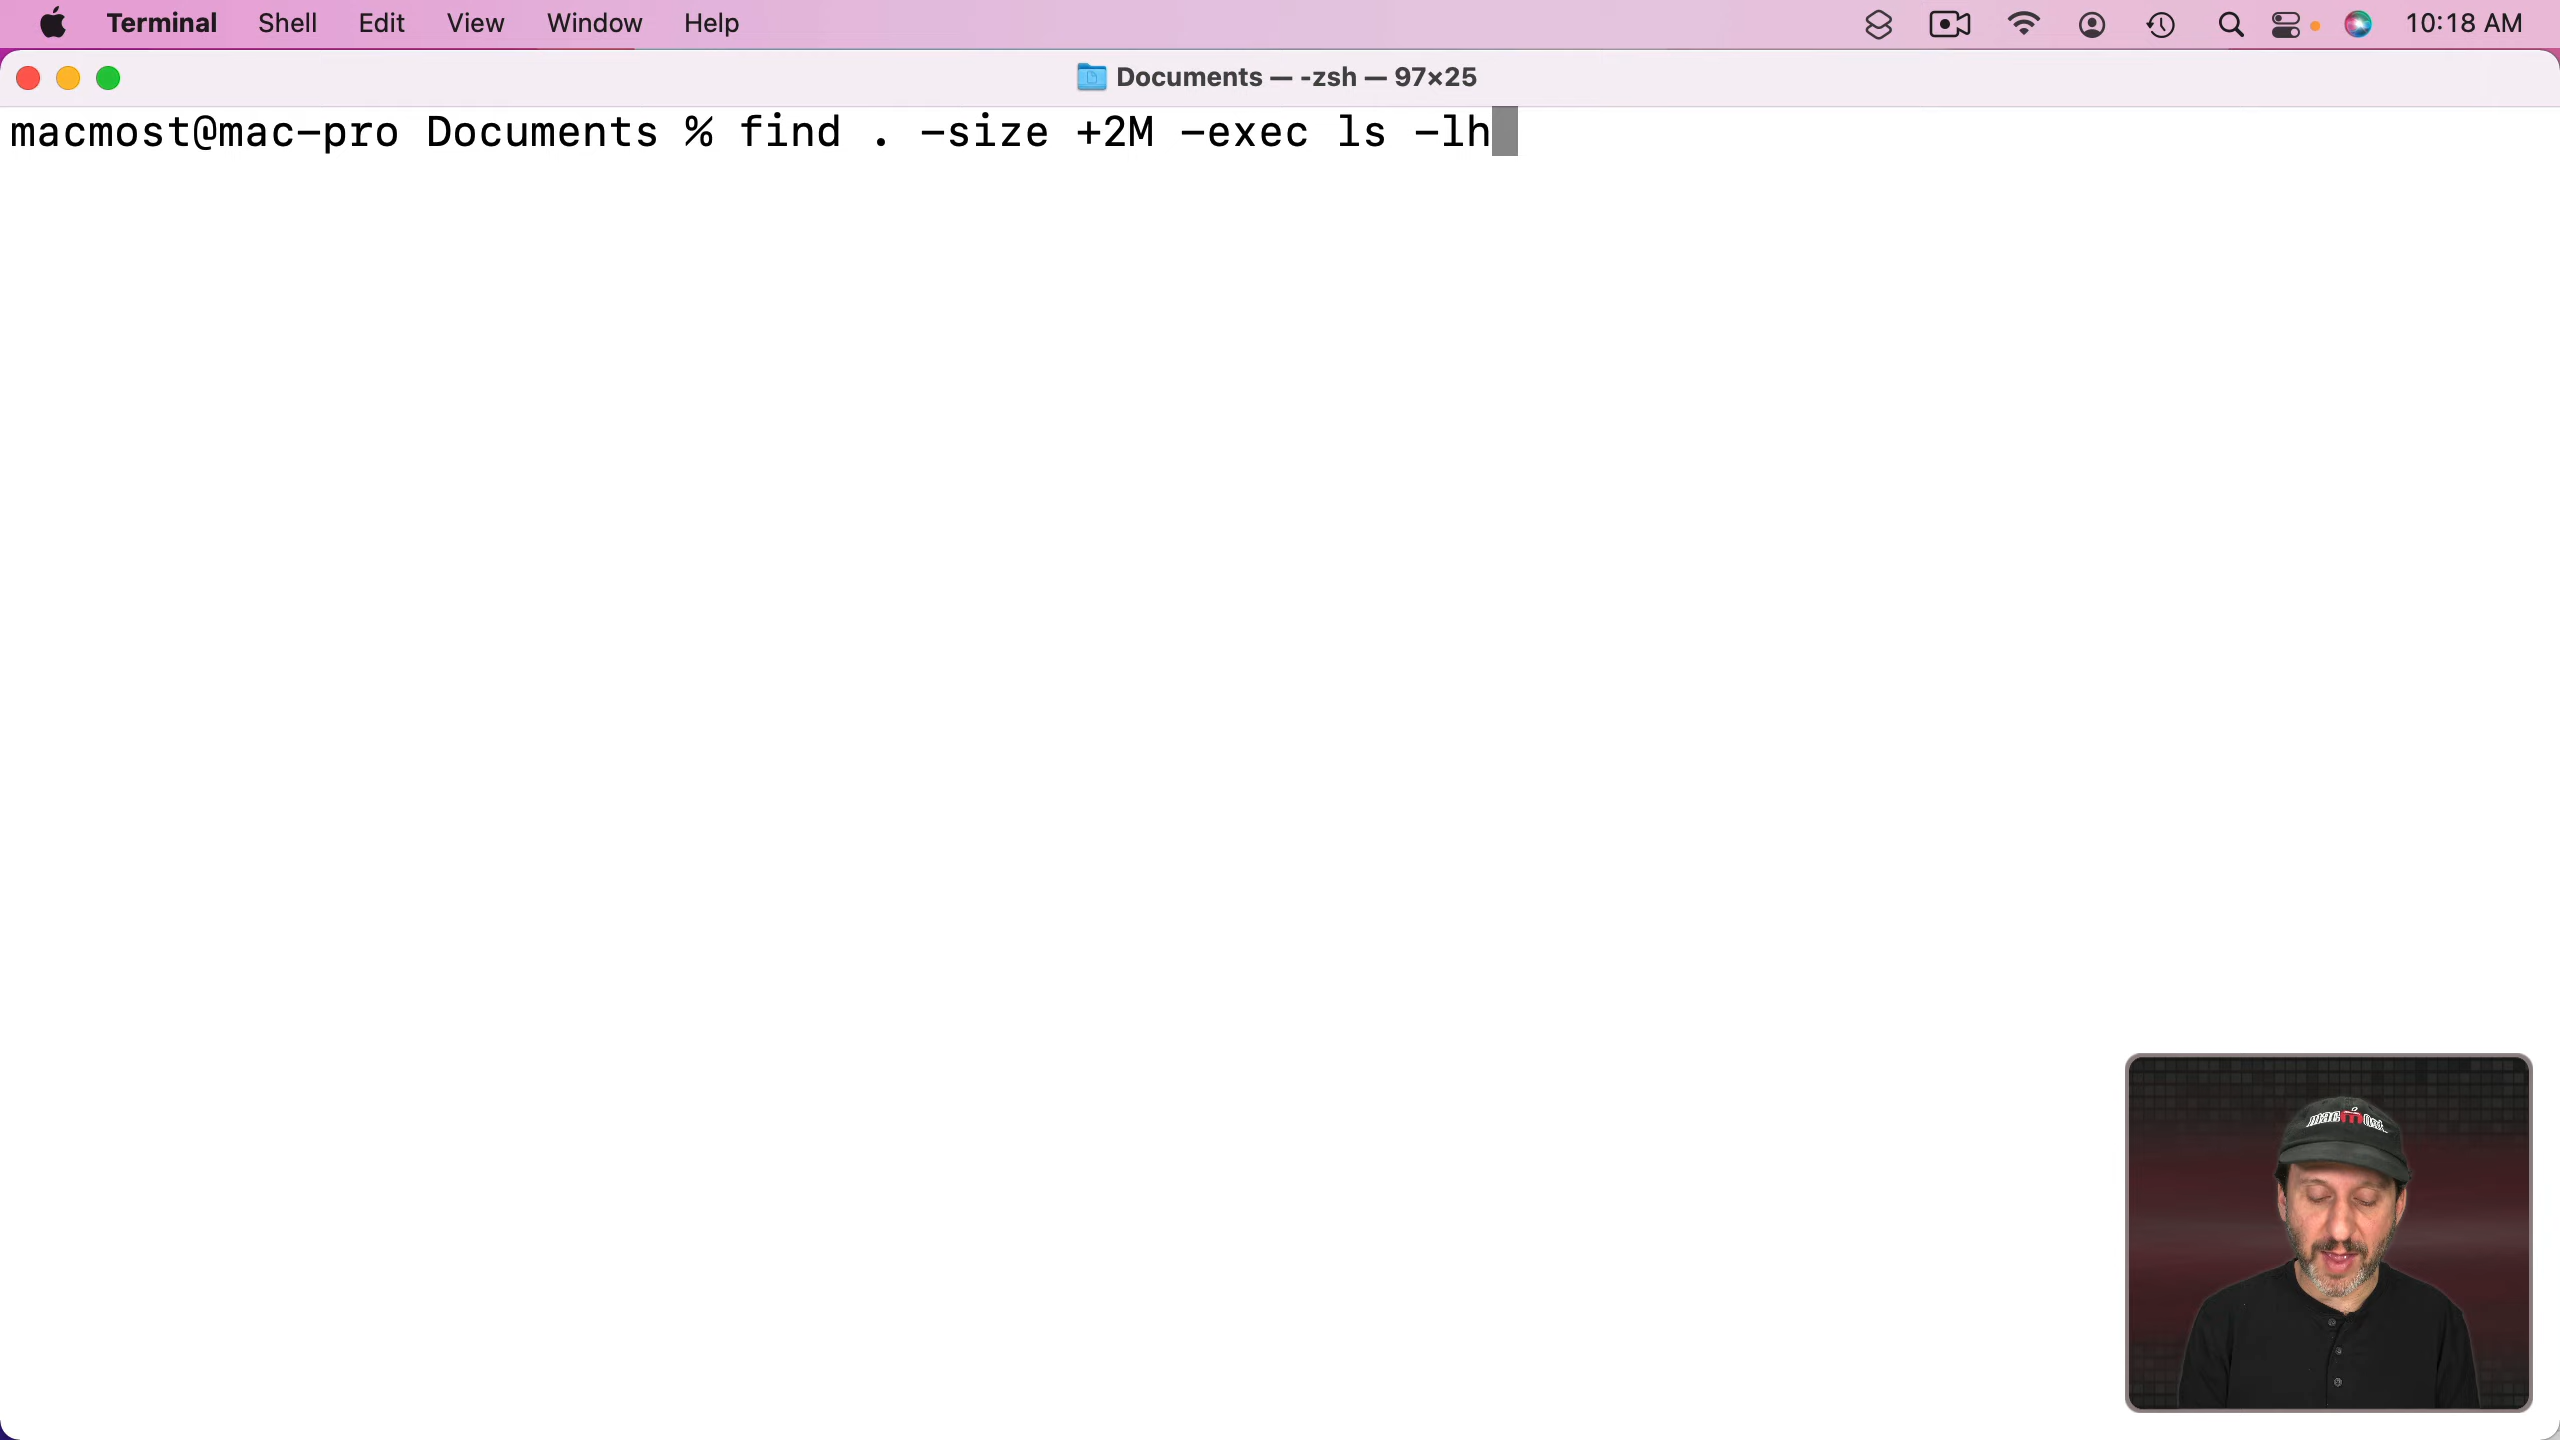 Terminal Shell Edit View Window Help 10:18 AM
Documents — -zsh — 97×25
macmost@mac-pro Documents % find . -size +2M -exec ls -lh
macmost